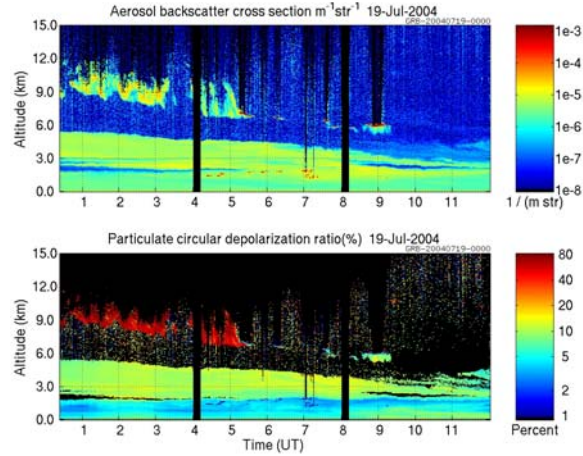 Aerosol backscatter cross section m⁻¹str⁻¹ 19-Jul-2004
GRB-20040719-0000
Altitude (km)
15.0
12.0
9.0
6.0
3.0
0.0
1 2 3 4 5 6 7 8 9 10 11
1e-3
1e-4
1e-5
1e-6
1e-7
1e-8
1 / (m str)
Particulate circular depolarization ratio(%) 19-Jul-2004
GRB-20040719-0000
Altitude (km)
15.0
12.0
9.0
6.0
3.0
0.0
1 2 3 4 5 6 7 8 9 10 11
Time (UT)
80
50
20
10
5
2
1
Percent